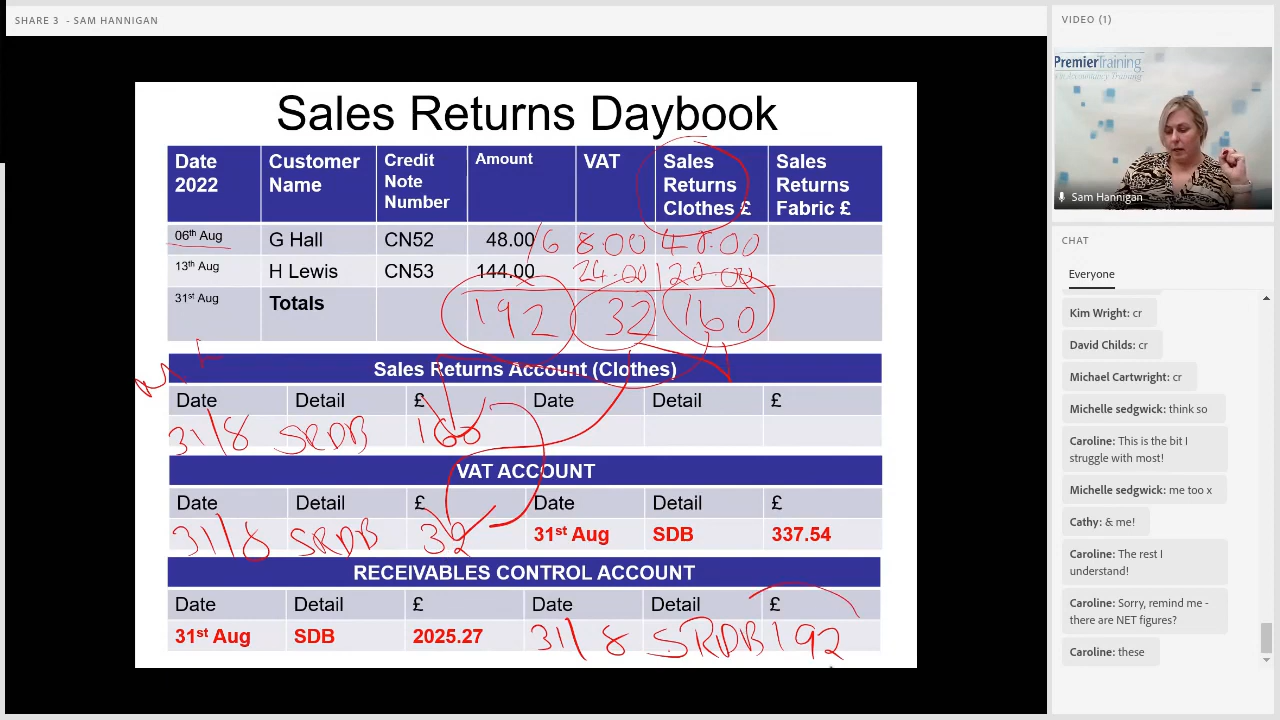 SHARE 3 - SAM HANNIGAN
Sales Returns Daybook
Date 2022 Customer Name Credit Note Number Amount VAT Sales Returns Clothes £ Sales Returns Fabric £
06th Aug G Hall CN52 48.00 /6 8.00 40.00
13th Aug H Lewis CN53 144.00 24.00 120.00
31st Aug Totals 192 32 160
Sales Returns Account (Clothes)
Date Detail £ Date Detail £
31/8 SRDB 160
VAT ACCOUNT
Date Detail £ Date Detail £
31/8 SRDB 32 31st Aug SDB 337.54
RECEIVABLES CONTROL ACCOUNT
Date Detail £ Date Detail £
31st Aug SDB 2025.27 31/8 SRDB 192
VIDEO (1)
PremierTraining
Sam Hannigan
CHAT
Everyone
Kim Wright: cr
David Childs: cr
Michael Cartwright: cr
Michelle sedgwick: think so
Caroline: This is the bit I
struggle with most!
Michelle sedgwick: me too x
Cathy: & me!
Caroline: The rest I
understand!
Caroline: Sorry, remind me -
there are NET figures?
Caroline: these